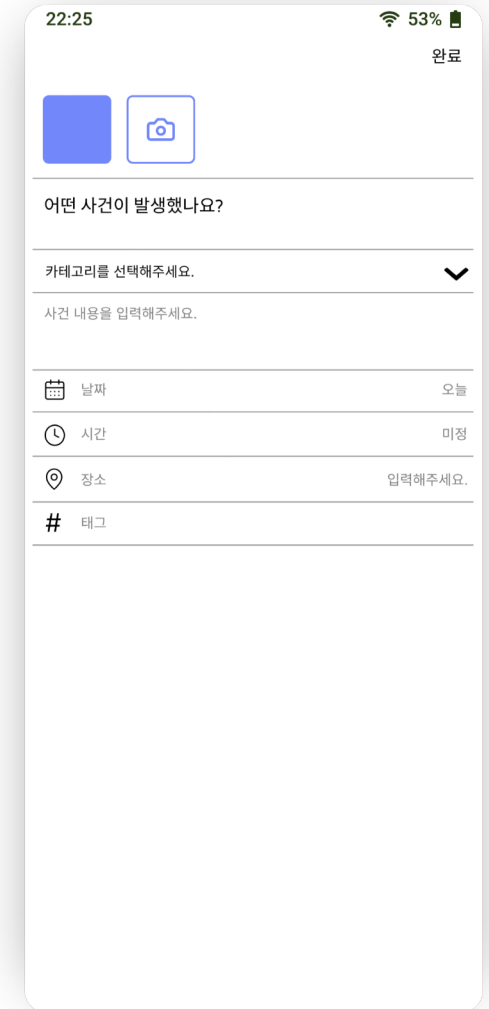 22:25 53%
완료
어떤 사건이 발생했나요?
카테고리를 선택해주세요.
사건 내용을 입력해주세요.
날짜 오늘
시간 미정
장소 입력해주세요.
# 태그